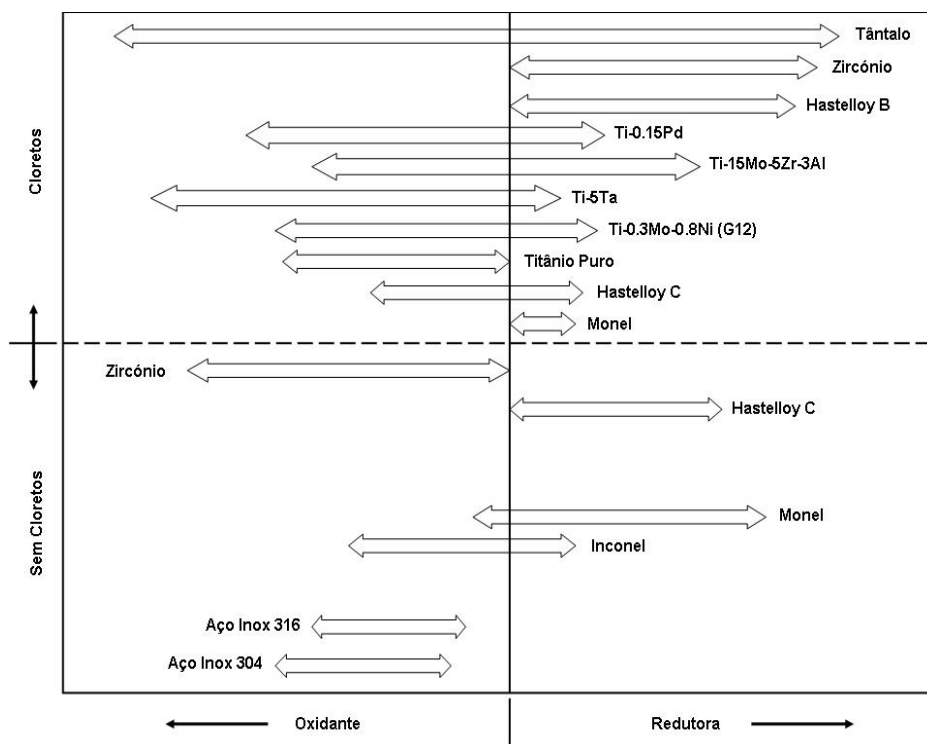 Tântalo
Zircónio
Hastelloy B
Ti-0.15Pd
Ti-15Mo-5Zr-3Al
Ti-5Ta
Ti-0.3Mo-0.8Ni (G12)
Titânio Puro
Hastelloy C
Monel
Cloretos
Zircónio
Hastelloy C
Monel
Inconel
Aço Inox 316
Aço Inox 304
Sem Cloretos
Oxidante
Redutora